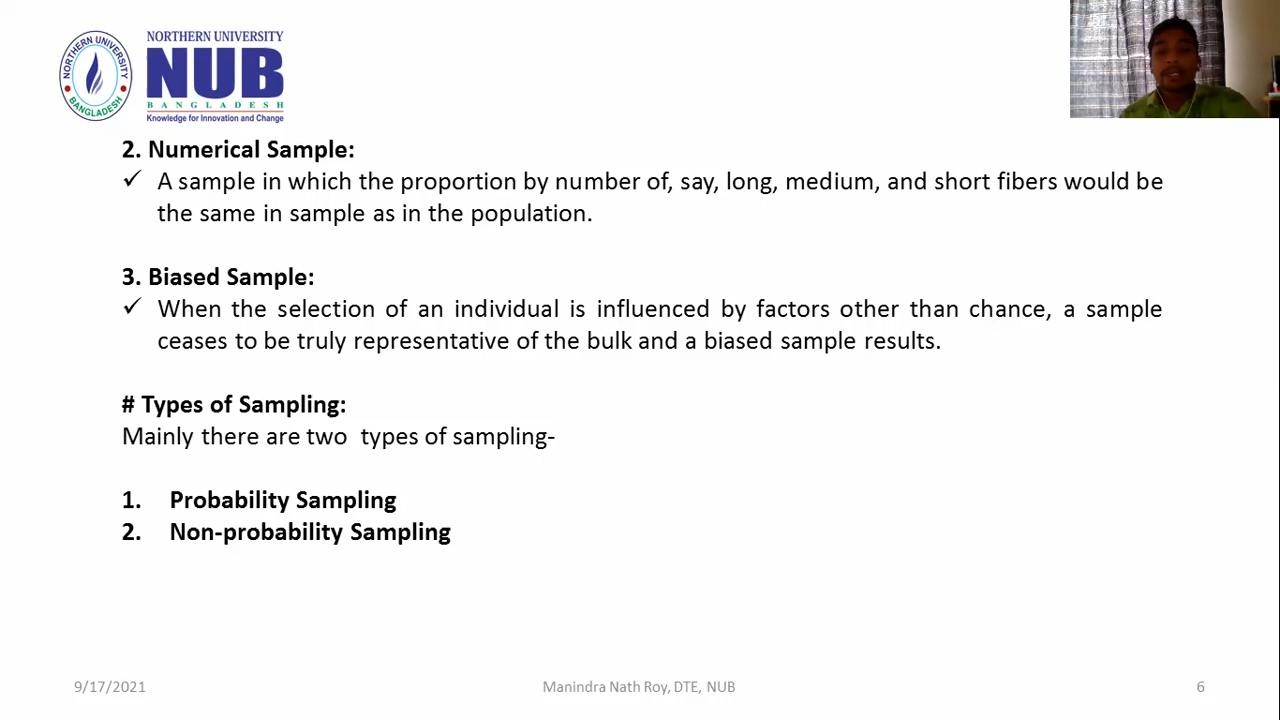 NORTHERN UNIVERSITY
BANGLADESH
NORTHERN UNIVERSITY
NUB
BANGLADESH
Knowledge for Innovation and Change
2. Numerical Sample:
✓ A sample in which the proportion by number of, say, long, medium, and short fibers would be
the same in sample as in the population.
3. Biased Sample:
✓ When the selection of an individual is influenced by factors other than chance, a sample
ceases to be truly representative of the bulk and a biased sample results.
# Types of Sampling:
Mainly there are two types of sampling-
1. Probability Sampling
2. Non-probability Sampling
9/17/2021 Manindra Nath Roy, DTE, NUB 6